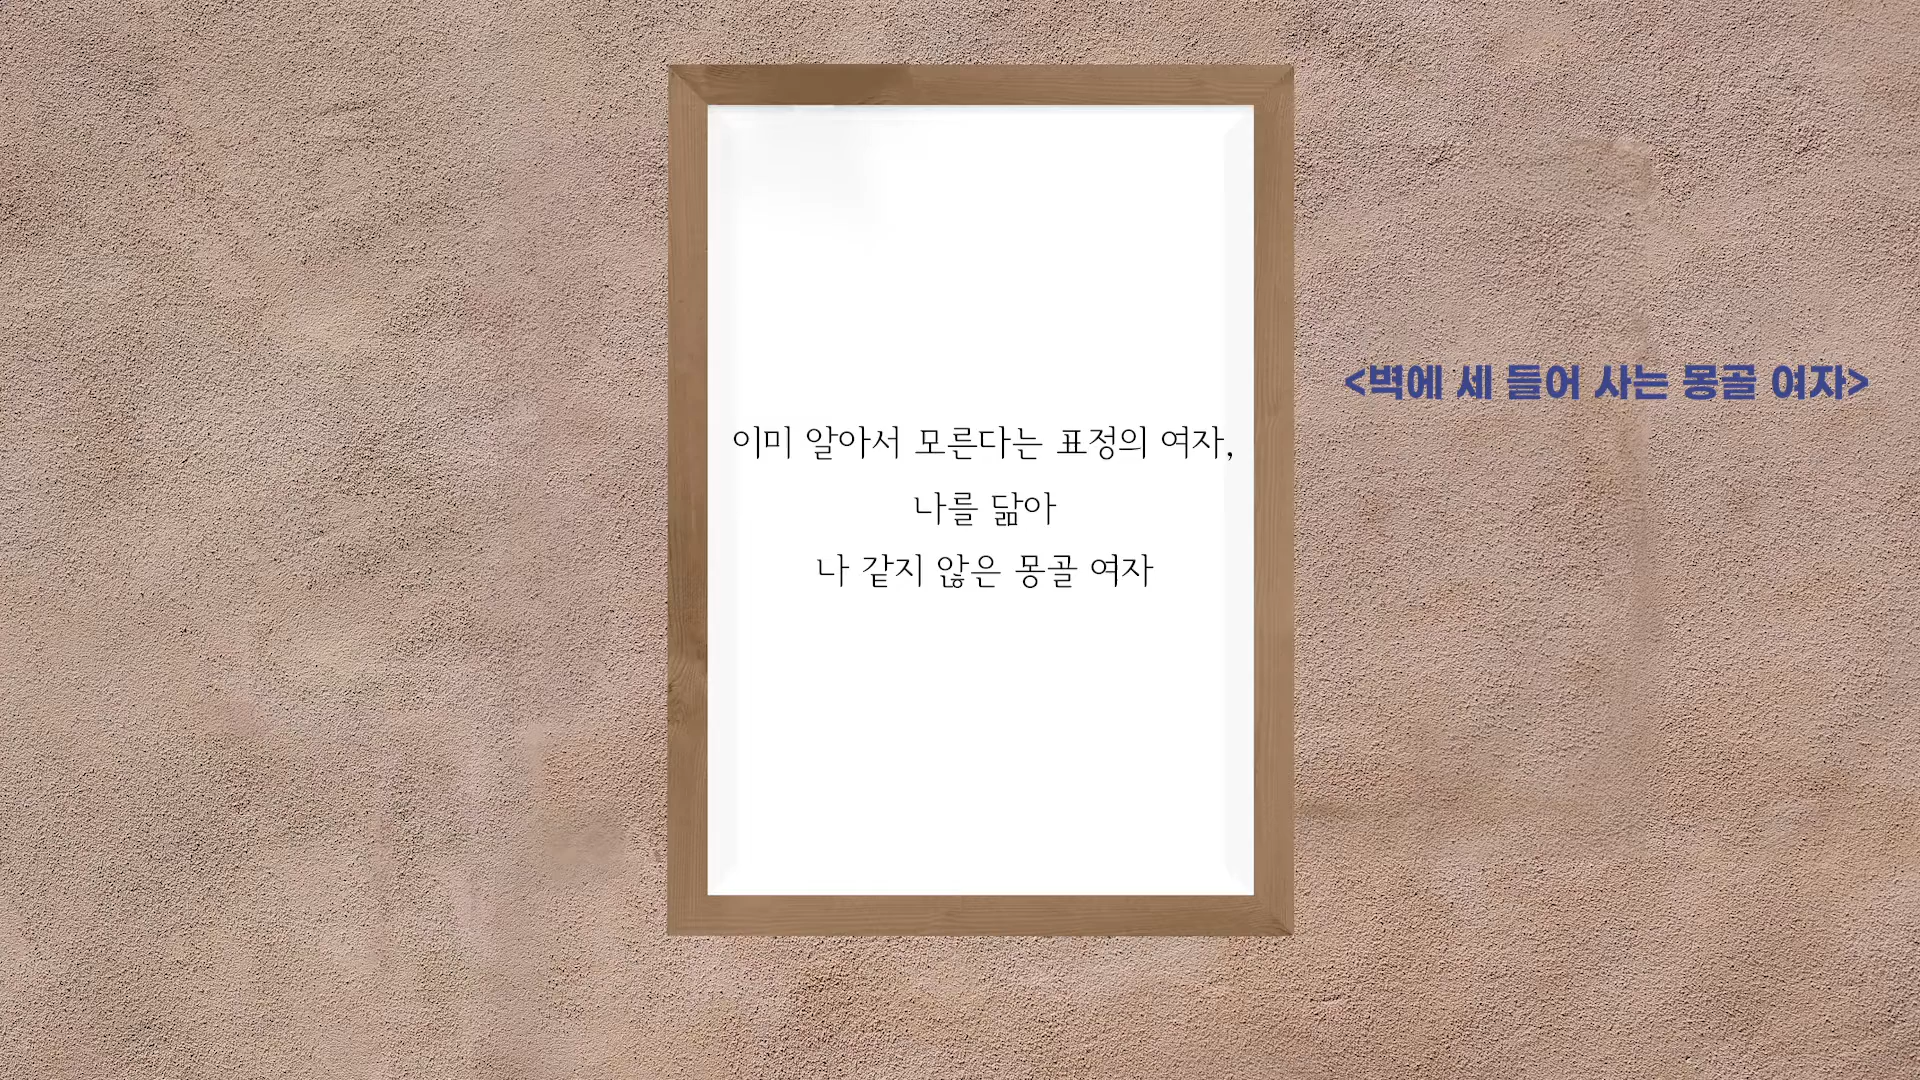 이미 알아서 모른다는 표정의 여자,
나를 닮아
나 같지 않은 몽골 여자
<벽에 세 들어 사는 몽골 여자>